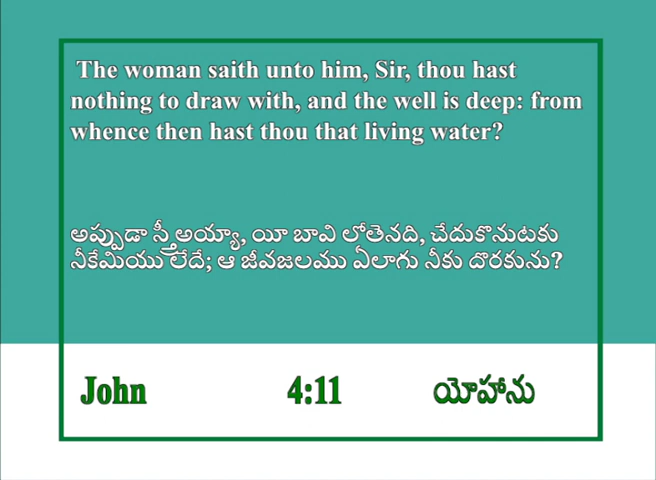 The woman saith unto him, Sir, thou hast
nothing to draw with, and the well is deep: from
whence then hast thou that living water?
అప్పుడా స్త్రీఅయ్యా, యీ బావి లోతైనది, చేదుకొనుటకు
నీకేమియు లేదే; ఆ జీవజలము ఏలాగు నీకు దొరకును?
John 4:11 యోహాను